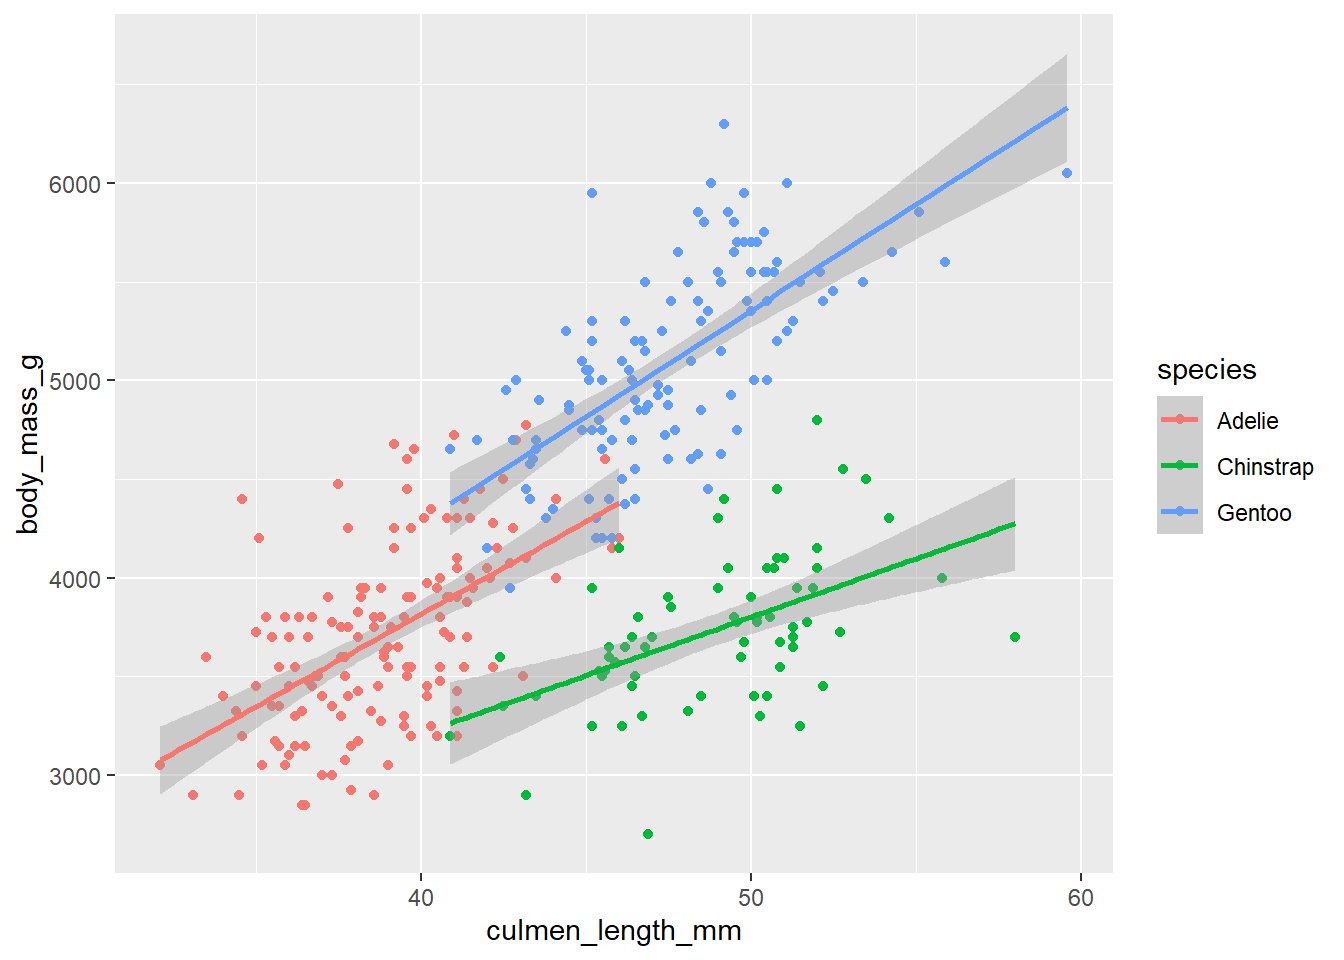 body_mass_g
6000
5000
4000
3000
40
50
60
culmen_length_mm
species
Adelie
Chinstrap
Gentoo